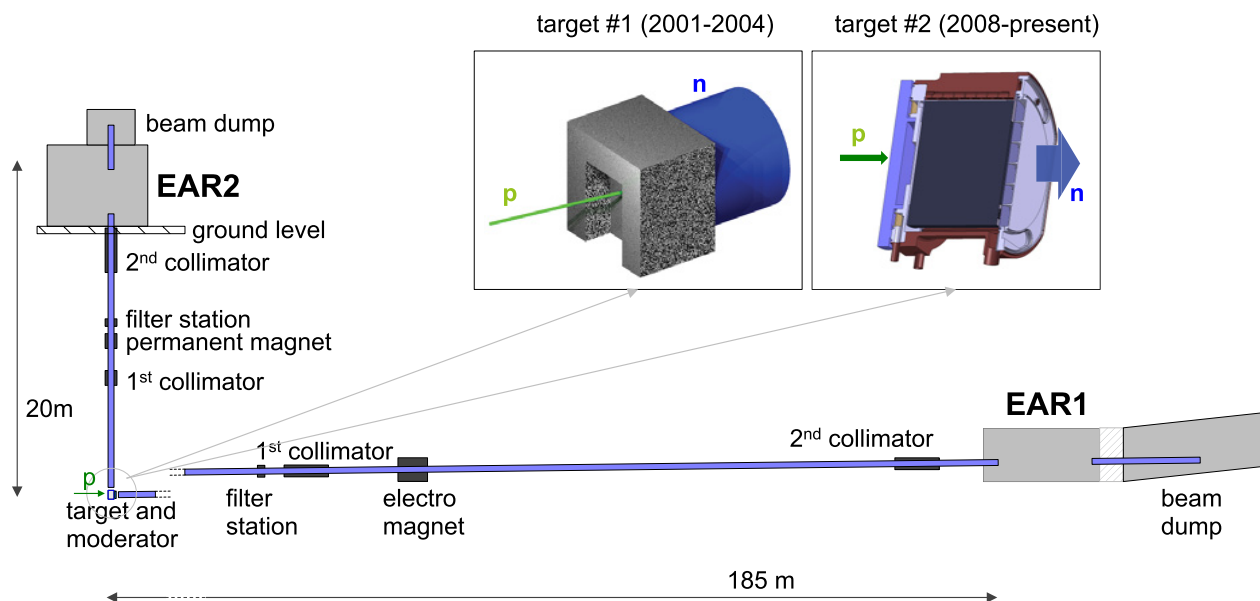 target #1 (2001-2004)
target #2 (2008-present)
n
p
p
n
beam dump
EAR2
ground level
2nd collimator
filter station
permanent magnet
1st collimator
20m
p
target and
moderator
1st collimator
filter
station
electro
magnet
2nd collimator
EAR1
beam
dump
185 m